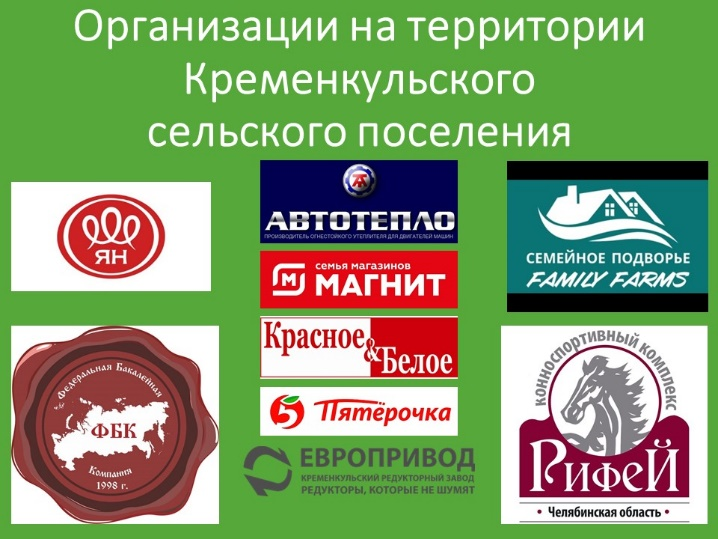 Организации на территории
Кременкульского
сельского поселения
ЯН
АВТОТЕПЛО
ПРОИЗВОДИТЕЛЬ ОГНЕСТОЙКОГО УТЕПЛИТЕЛЯ ДЛЯ ДВИГАТЕЛЕЙ МАШИН
СЕМЕЙНОЕ ПОДВОРЬЕ
FAMILY FARMS
семья магазинов
МАГНИТ
Красное
&Белое
5 Пятёрочка
ЕВРОПРИВОД
КРЕМЕНКУЛЬСКИЙ РЕДУКТОРНЫЙ ЗАВОД
РЕДУКТОРЫ, КОТОРЫЕ НЕ ШУМЯТ
Федеральная Бакалейная
ФБК
Компания
1998 г.
КОННОСПОРТИВНЫЙ КОМПЛЕКС
РИФЕЙ
• Челябинская область •